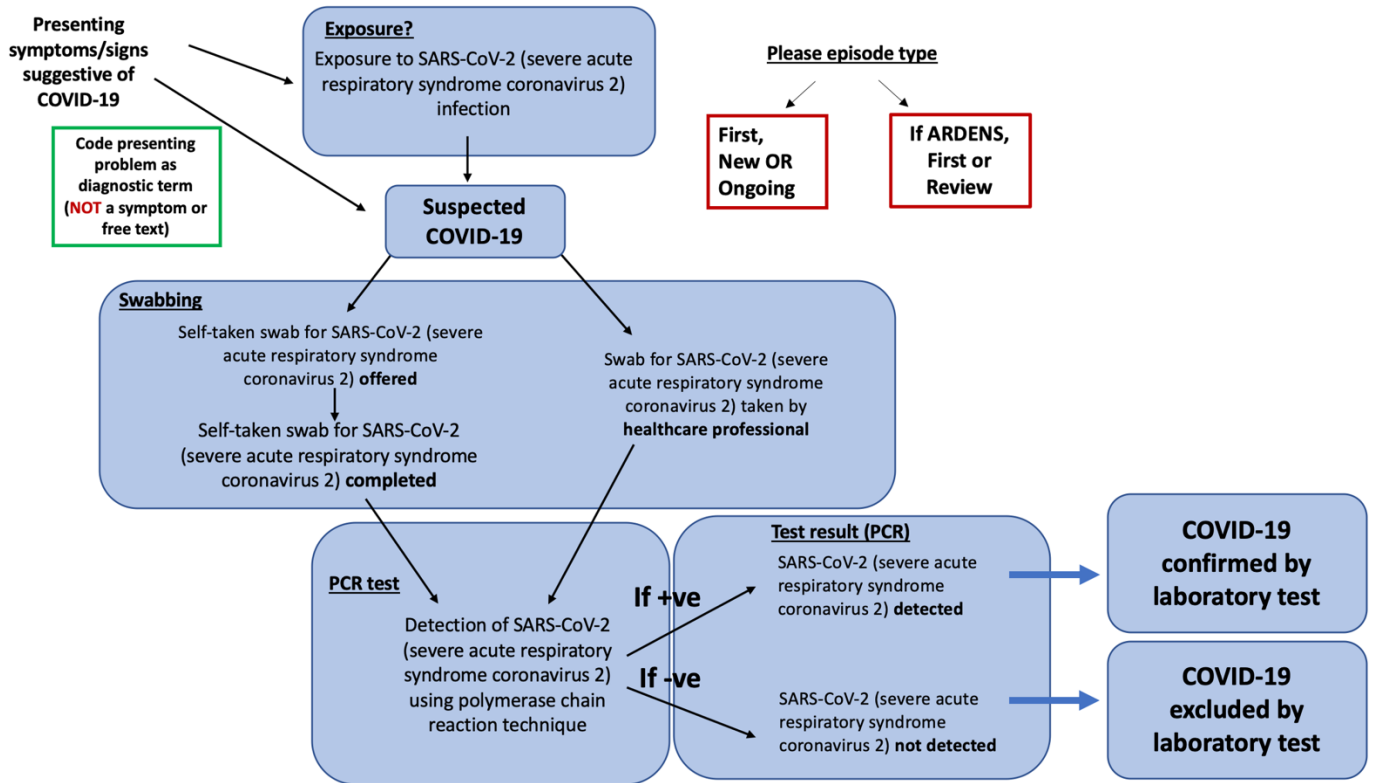 Presenting
symptoms/signs
suggestive of
COVID-19
Code presenting
problem as
diagnostic term
(NOT a symptom or
free text)
Exposure?
Exposure to SARS-CoV-2 (severe acute
respiratory syndrome coronavirus 2)
infection
Please episode type
First,
New OR
Ongoing
If ARDENS,
First or
Review
Suspected
COVID-19
Swabbing
Self-taken swab for SARS-CoV-2 (severe
acute respiratory syndrome
coronavirus 2) offered
Self-taken swab for SARS-CoV-2
(severe acute respiratory syndrome
coronavirus 2) completed
Swab for SARS-CoV-2 (severe
acute respiratory syndrome
coronavirus 2) taken by
healthcare professional
PCR test
Detection of SARS-CoV-2
(severe acute respiratory
syndrome coronavirus 2)
using polymerase chain
reaction technique
If +ve
If -ve
Test result (PCR)
SARS-CoV-2 (severe acute
respiratory syndrome
coronavirus 2) detected
SARS-CoV-2 (severe acute
respiratory syndrome
coronavirus 2) not detected
COVID-19
confirmed by
laboratory test
COVID-19
excluded by
laboratory test